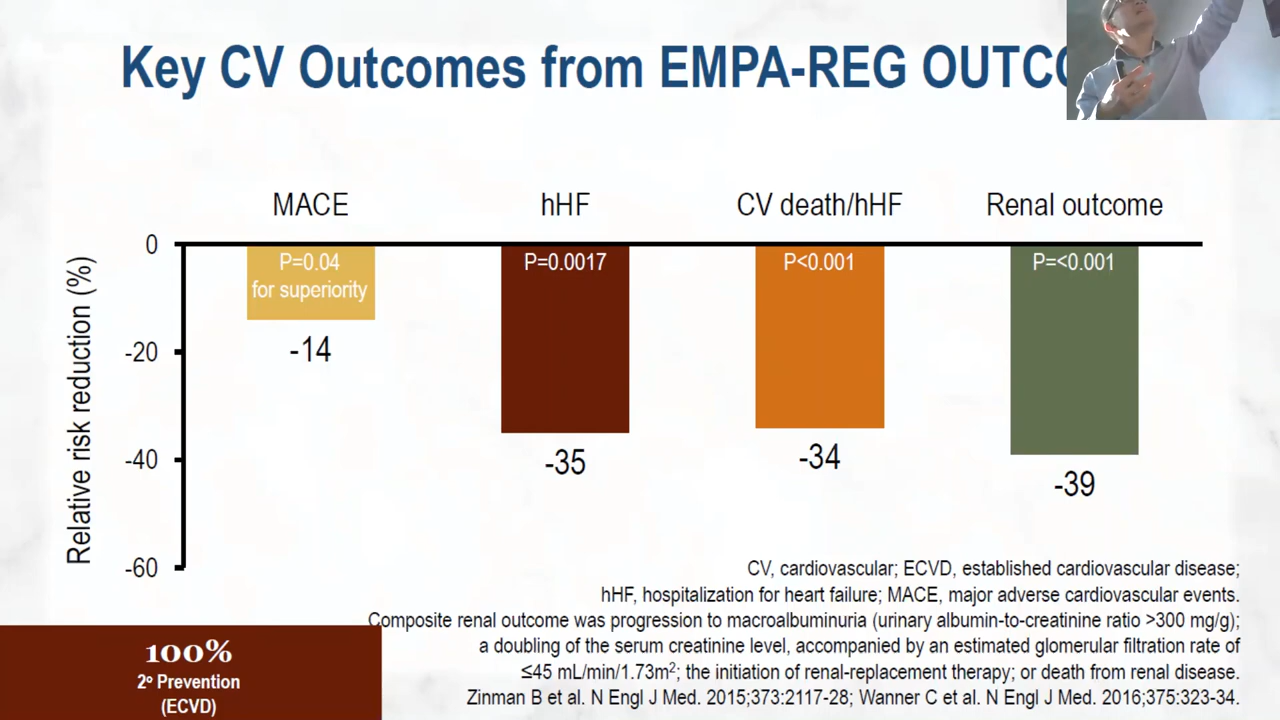 Key CV Outcomes from EMPA-REG
MACE
hHF
CV death/hHF
Renal outcome
Relative risk reduction (%)
0
-20
-40
-60
P=0.04
for superiority
-14
P=0.0017
-35
P<0.001
-34
P=<0.001
-39
CV, cardiovascular; ECVD, established cardiovascular disease;
hHF, hospitalization for heart failure; MACE, major adverse cardiovascular events.
Composite renal outcome was progression to macroalbuminuria (urinary albumin-to-creatinine ratio >300 mg/g);
a doubling of the serum creatinine level, accompanied by an estimated glomerular filtration rate of
≤45 mL/min/1.73m²; the initiation of renal-replacement therapy; or death from renal disease.
Zinman B et al. N Engl J Med. 2015;373:2117-28; Wanner C et al. N Engl J Med. 2016;375:323-34.
100%
2º Prevention
(ECVD)